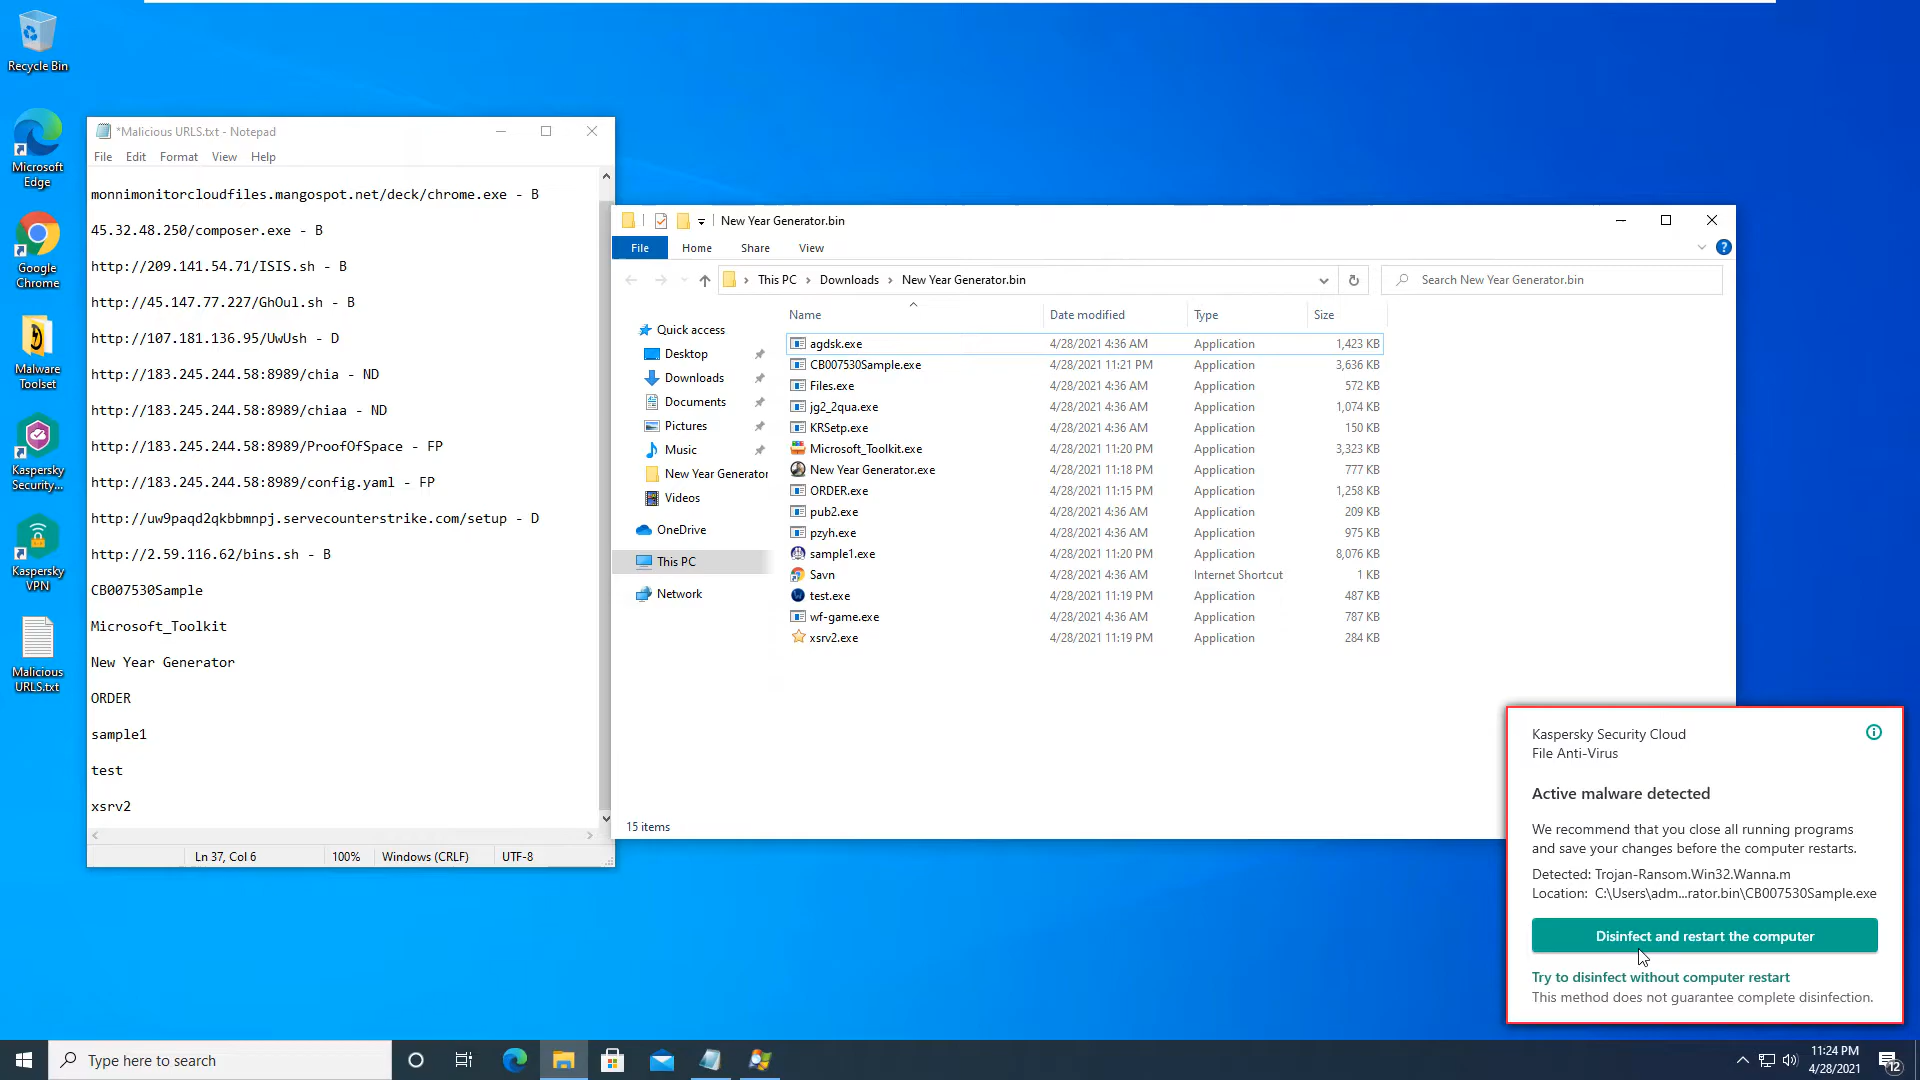 Recycle Bin
Microsoft
Edge
Google
Chrome
Malware
Toolset
Kaspersky
Security...
Kaspersky
VPN
Malicious
URLS.txt
*Malicious URLS.txt - Notepad
File Edit Format View Help
monnimonitorcloudfiles.mangospot.net/deck/chrome.exe - B
45.32.48.250/composer.exe - B
http://209.141.54.71/ISIS.sh - B
http://45.147.77.227/GhOul.sh - B
http://107.181.136.95/UwUsh - D
http://183.245.244.58:8989/chia - ND
http://183.245.244.58:8989/chiaa - ND
http://183.245.244.58:8989/ProofOfSpace - FP
http://183.245.244.58:8989/config.yaml - FP
http://uw9paqd2qkbbmnpj.servecounterstrike.com/setup - D
http://2.59.116.62/bins.sh - B
CB007530Sample
Microsoft_Toolkit
New Year Generator
ORDER
sample1
test
xsrv2
Ln 37, Col 6 100% Windows (CRLF) UTF-8
New Year Generator.bin
File Home Share View
This PC > Downloads > New Year Generator.bin
Search New Year Generator.bin
Quick access
Desktop
Downloads
Documents
Pictures
Music
New Year Generator
Videos
OneDrive
This PC
Network
Name Date modified Type Size
agdsk.exe 4/28/2021 4:36 AM Application 1,423 KB
CB007530Sample.exe 4/28/2021 11:21 PM Application 3,636 KB
Files.exe 4/28/2021 4:36 AM Application 572 KB
jg2_2qua.exe 4/28/2021 4:36 AM Application 1,074 KB
KRSetp.exe 4/28/2021 4:36 AM Application 150 KB
Microsoft_Toolkit.exe 4/28/2021 11:20 PM Application 3,323 KB
New Year Generator.exe 4/28/2021 11:18 PM Application 777 KB
ORDER.exe 4/28/2021 11:15 PM Application 1,258 KB
pub2.exe 4/28/2021 4:36 AM Application 209 KB
pzyh.exe 4/28/2021 4:36 AM Application 975 KB
sample1.exe 4/28/2021 11:20 PM Application 8,076 KB
Savn 4/28/2021 4:36 AM Internet Shortcut 1 KB
test.exe 4/28/2021 11:19 PM Application 487 KB
wf-game.exe 4/28/2021 4:36 AM Application 787 KB
xsrv2.exe 4/28/2021 11:19 PM Application 284 KB
15 items
Kaspersky Security Cloud
File Anti-Virus
Active malware detected
We recommend that you close all running programs
and save your changes before the computer restarts.
Detected: Trojan-Ransom.Win32.Wanna.m
Location: C:\Users\adm...rator.bin\CB007530Sample.exe
Disinfect and restart the computer
Try to disinfect without computer restart
This method does not guarantee complete disinfection.
Type here to search
11:24 PM
4/28/2021
12